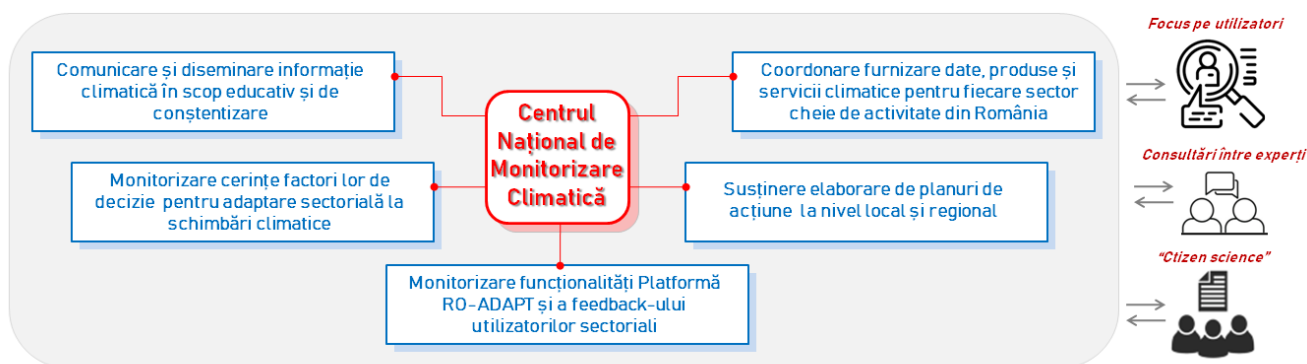 Focus pe utilizatori
Comunicare și diseminare informație
climatică în scop educativ și de
conștentizare
Coordonare furnizare date, produse și
servicii climatice pentru fiecare sector
cheie de activitate din România
Centrul
Național de
Monitorizare
Climatică
Consultări între experți
Monitorizare cerințe factori lor de
decizie pentru adaptare sectorială la
schimbări climatice
Susținere elaborare de planuri de
acțiune la nivel local și regional
"Ctizen science"
Monitorizare funcționalități Platformă
RO-ADAPT și a feedback-ului
utilizatorilor sectoriali